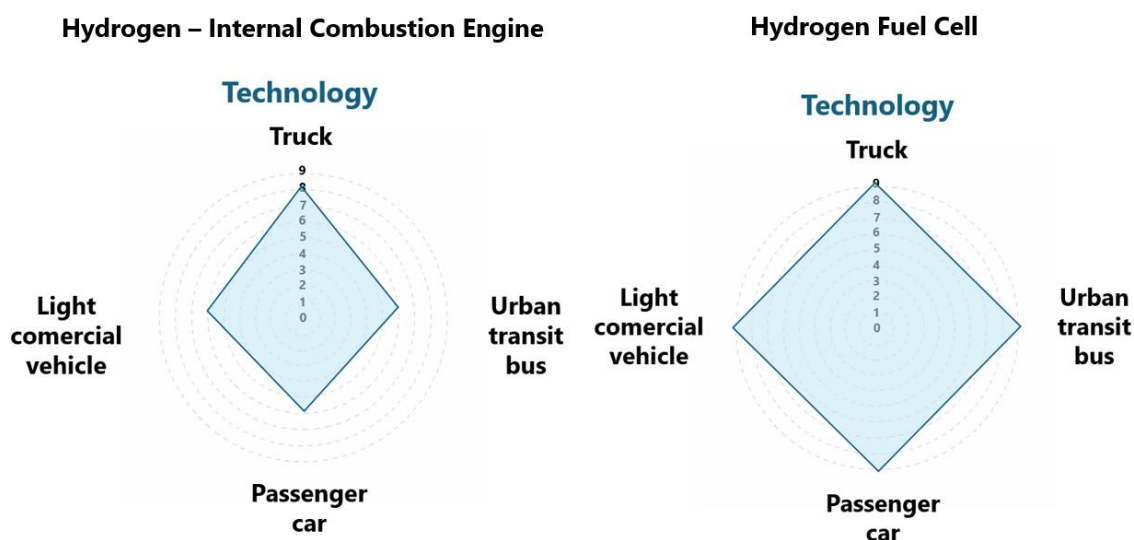 Hydrogen – Internal Combustion Engine
Technology
Truck
9
8
7
6
5
4
3
2
1
0
Light
comercial
vehicle
Urban
transit
bus
Passenger
car
Hydrogen Fuel Cell
Technology
Truck
9
8
7
6
5
4
3
2
1
0
Light
comercial
vehicle
Urban
transit
bus
Passenger
car